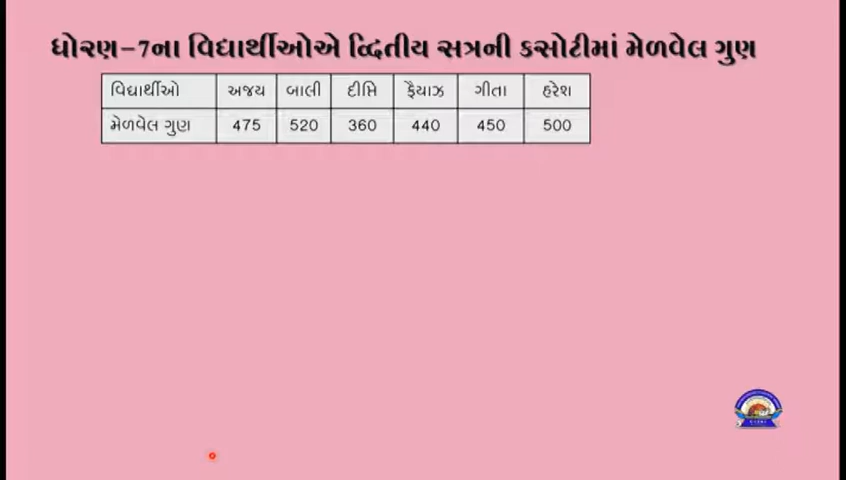 ધોરણ–7ના વિદ્યાર્થીઓએ દ્વિતીય સત્રની કસોટીમાં મેળવેલ ગુણ
વિદ્યાર્થીઓ અજય બાલી દીપ્તિ ફૈયાઝ ગીતા હરેશ
મેળવેલ ગુણ 475 520 360 440 450 500